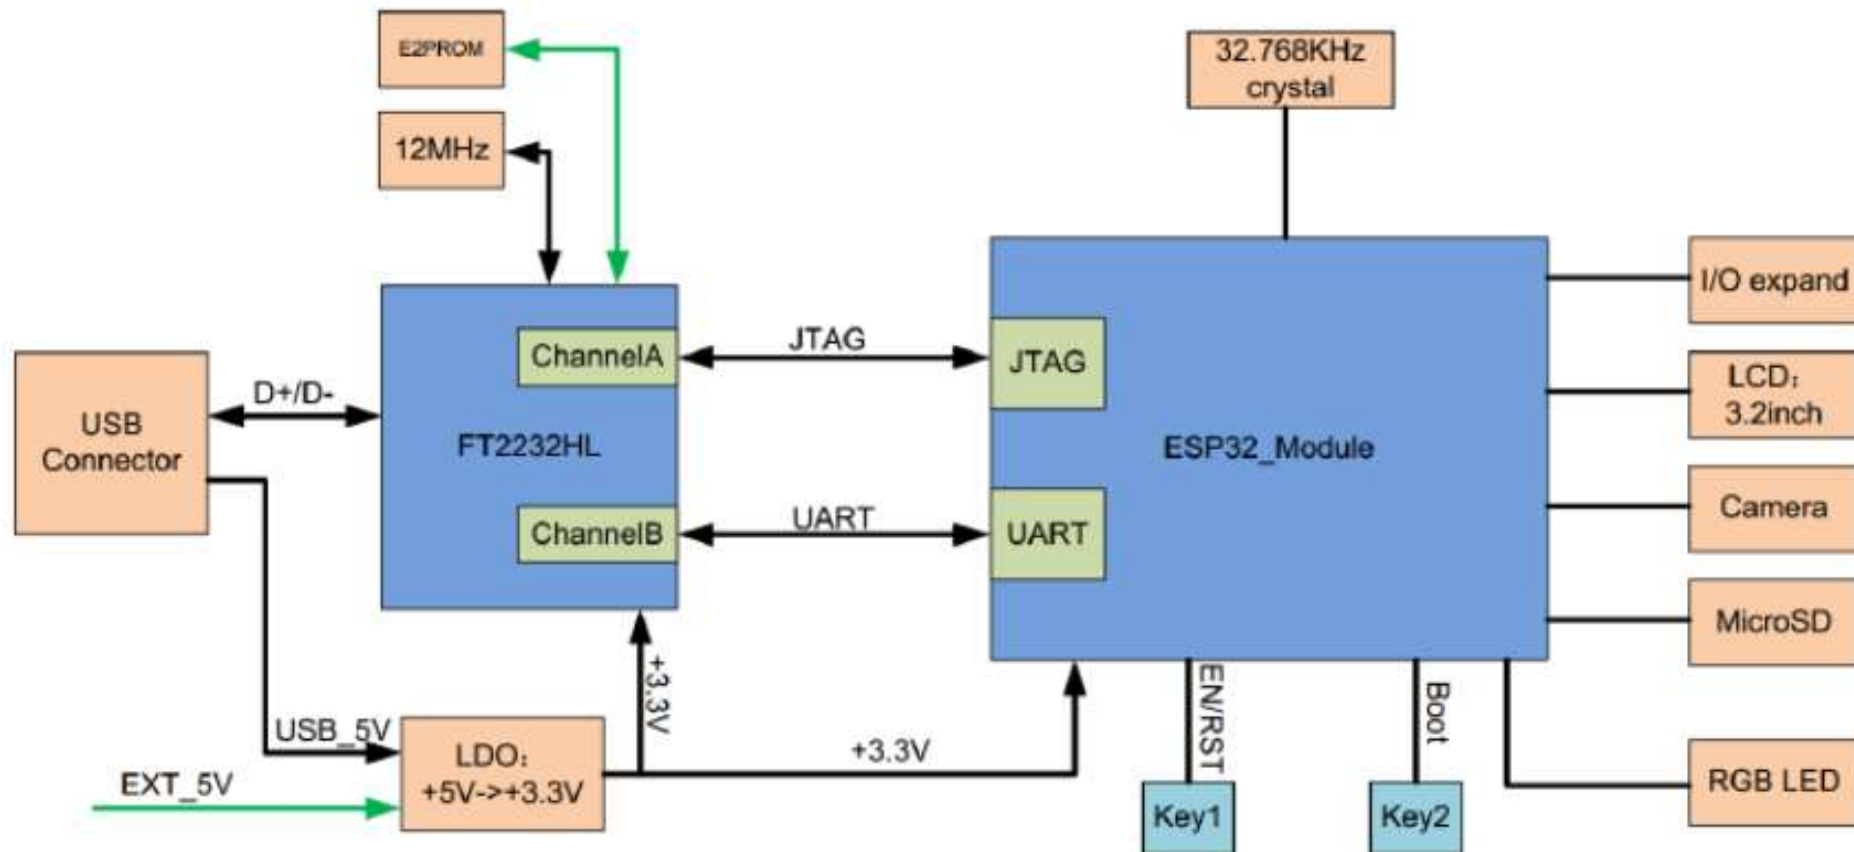 E2PROM
12MHz
32.768KHz
crystal
USB
Connector
D+/D-
FT2232HL
ChannelA
ChannelB
JTAG
UART
JTAG
UART
ESP32_Module
I/O expand
LCD：
3.2inch
Camera
MicroSD
RGB LED
USB_5V
EXT_5V
LDO：
+5V->+3.3V
+3.3V
+3.3V
EN/RST
Boot
Key1
Key2